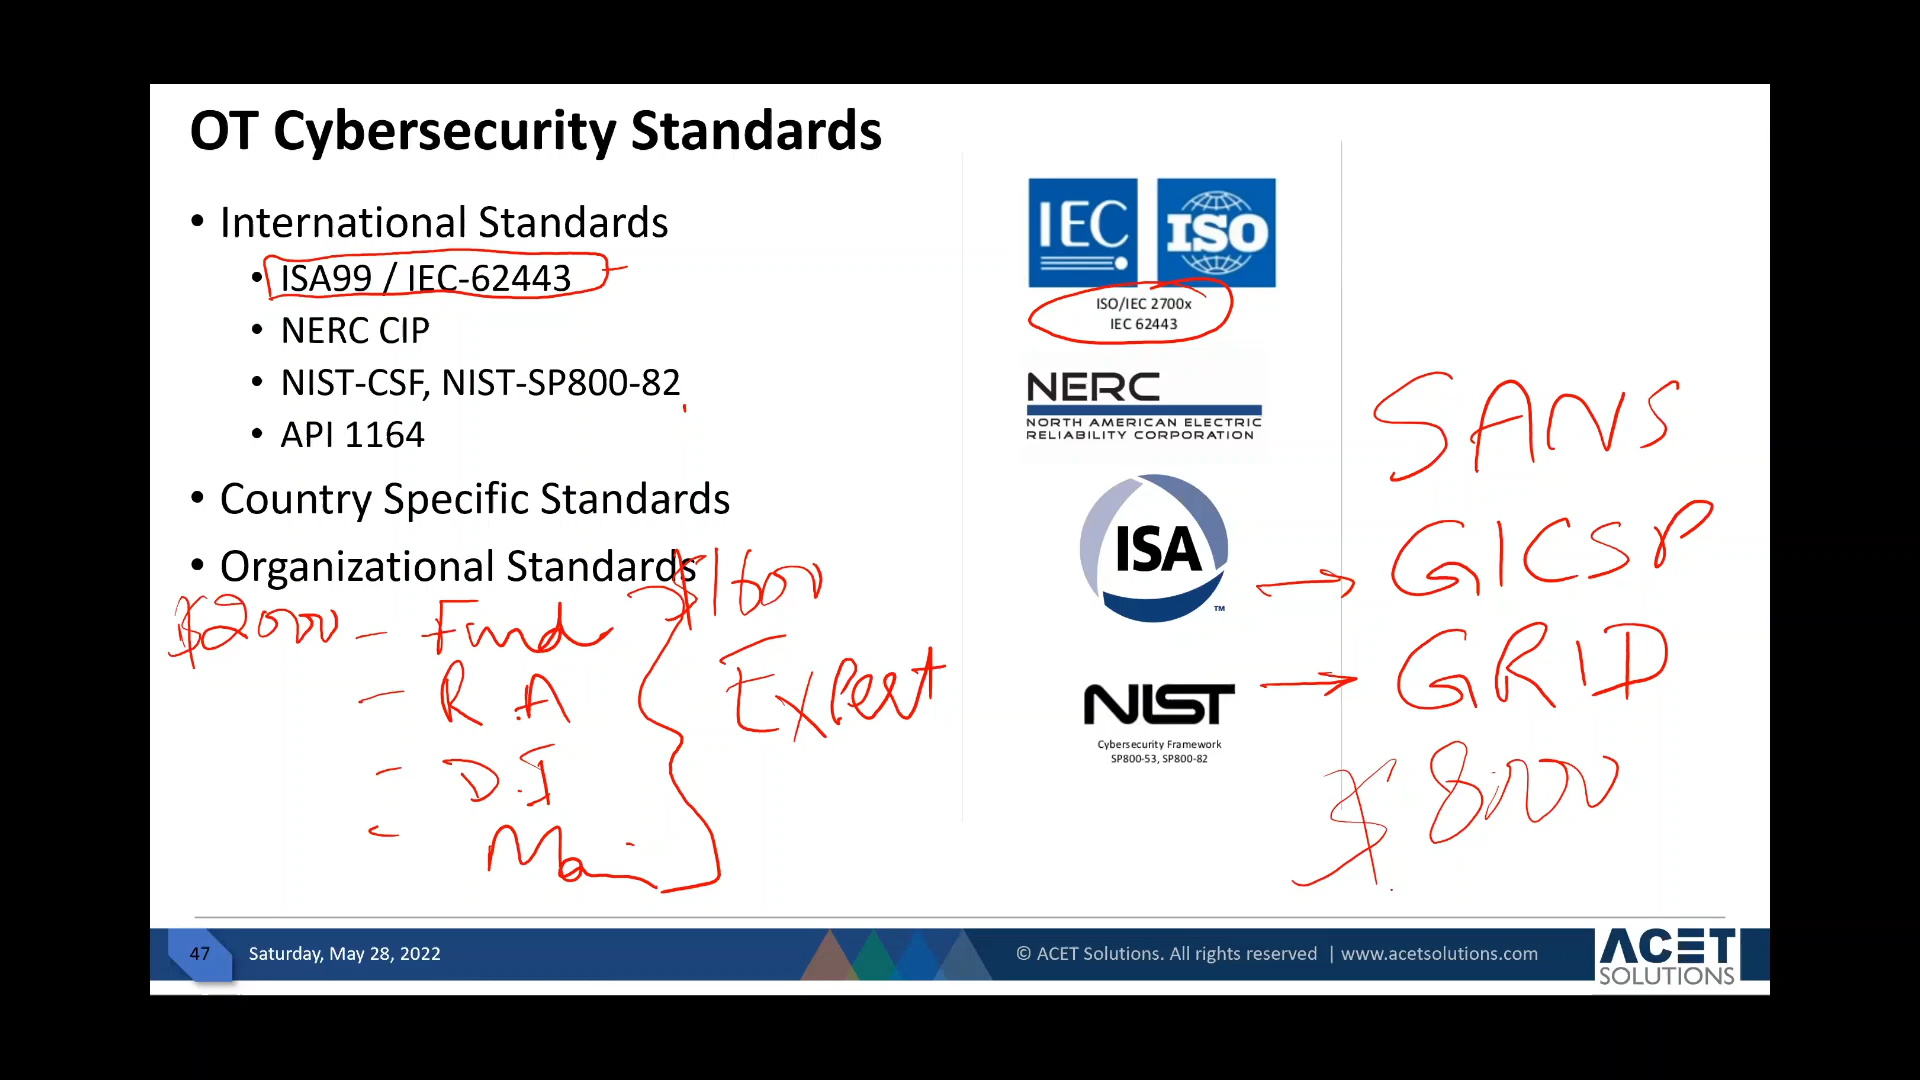 OT Cybersecurity Standards
• International Standards
• ISA99 / IEC-62443
• NERC CIP
• NIST-CSF, NIST-SP800-82
• API 1164
• Country Specific Standards
• Organizational Standards
$2000 - Fund
- R.A
- D.I
- Main
$1600
Expert
IEC ISO
ISO/IEC 2700x
IEC 62443
NERC
NORTH AMERICAN ELECTRIC
RELIABILITY CORPORATION
ISA
TM
NIST
Cybersecurity Framework
SP800-53, SP800-82
SANS
→ GICSP
→ GRID
$8000
47 Saturday, May 28, 2022
© ACET Solutions. All rights reserved | www.acetsolutions.com
ACET
SOLUTIONS